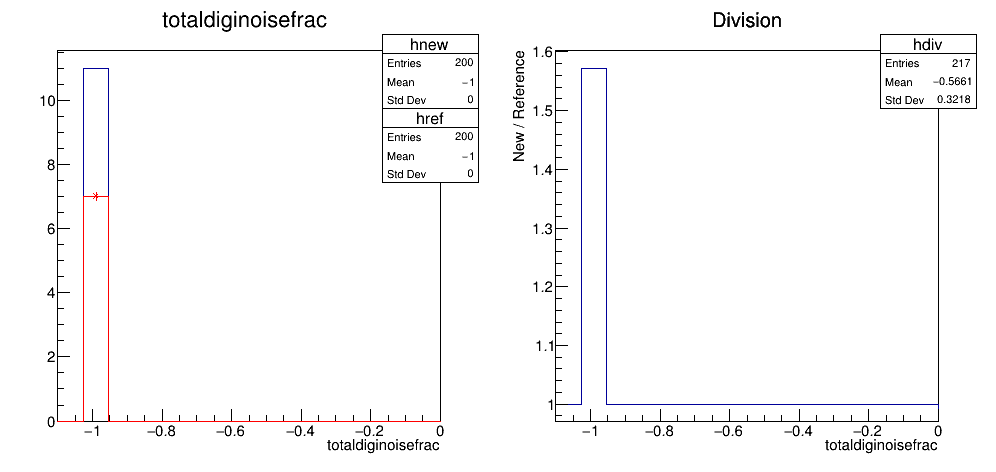 totaldiginoisefrac
hnew
Entries 200
Mean −1
Std Dev 0
href
Entries 200
Mean −1
Std Dev 0
10
8
6
4
2
0
−1 −0.8 −0.6 −0.4 −0.2 0
totaldiginoisefrac
Division
hdiv
Entries 217
Mean −0.5661
Std Dev 0.3218
New / Reference
1.6
1.5
1.4
1.3
1.2
1.1
1
−1 −0.8 −0.6 −0.4 −0.2 0
totaldiginoisefrac